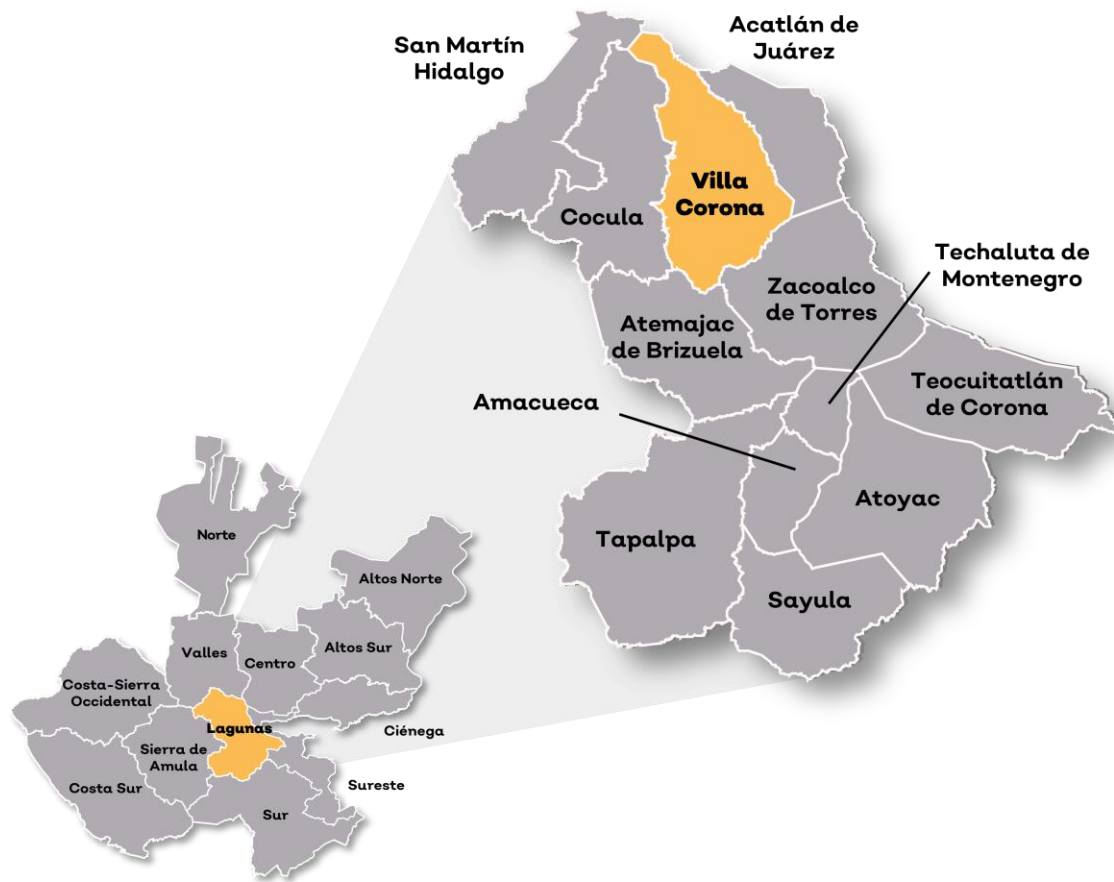 San Martín
Hidalgo
Acatlán de
Juárez
Villa
Corona
Cocula
Techaluta de
Montenegro
Zacoalco
de Torres
Atemajac
de Brizuela
Teocuitatlán
de Corona
Amacueca
Atoyac
Tapalpa
Sayula
Norte
Altos Norte
Valles
Centro
Altos Sur
Costa-Sierra
Occidental
Lagunas
Ciénega
Sierra de
Amula
Costa Sur
Sureste
Sur